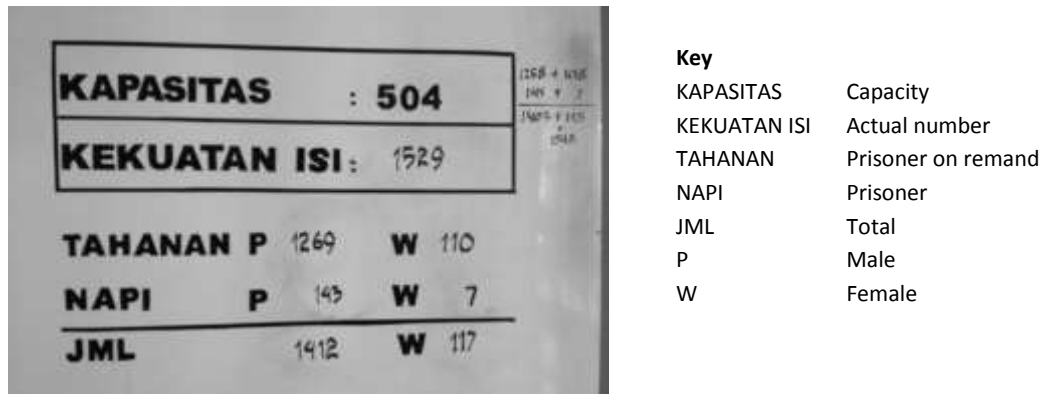 KAPASITAS : 504
KEKUATAN ISI : 1529
TAHANAN P 1269 W 110
NAPI P 143 W 7
JML 1412 W 117
Key
KAPASITAS Capacity
KEKUATAN ISI Actual number
TAHANAN Prisoner on remand
NAPI Prisoner
JML Total
P Male
W Female